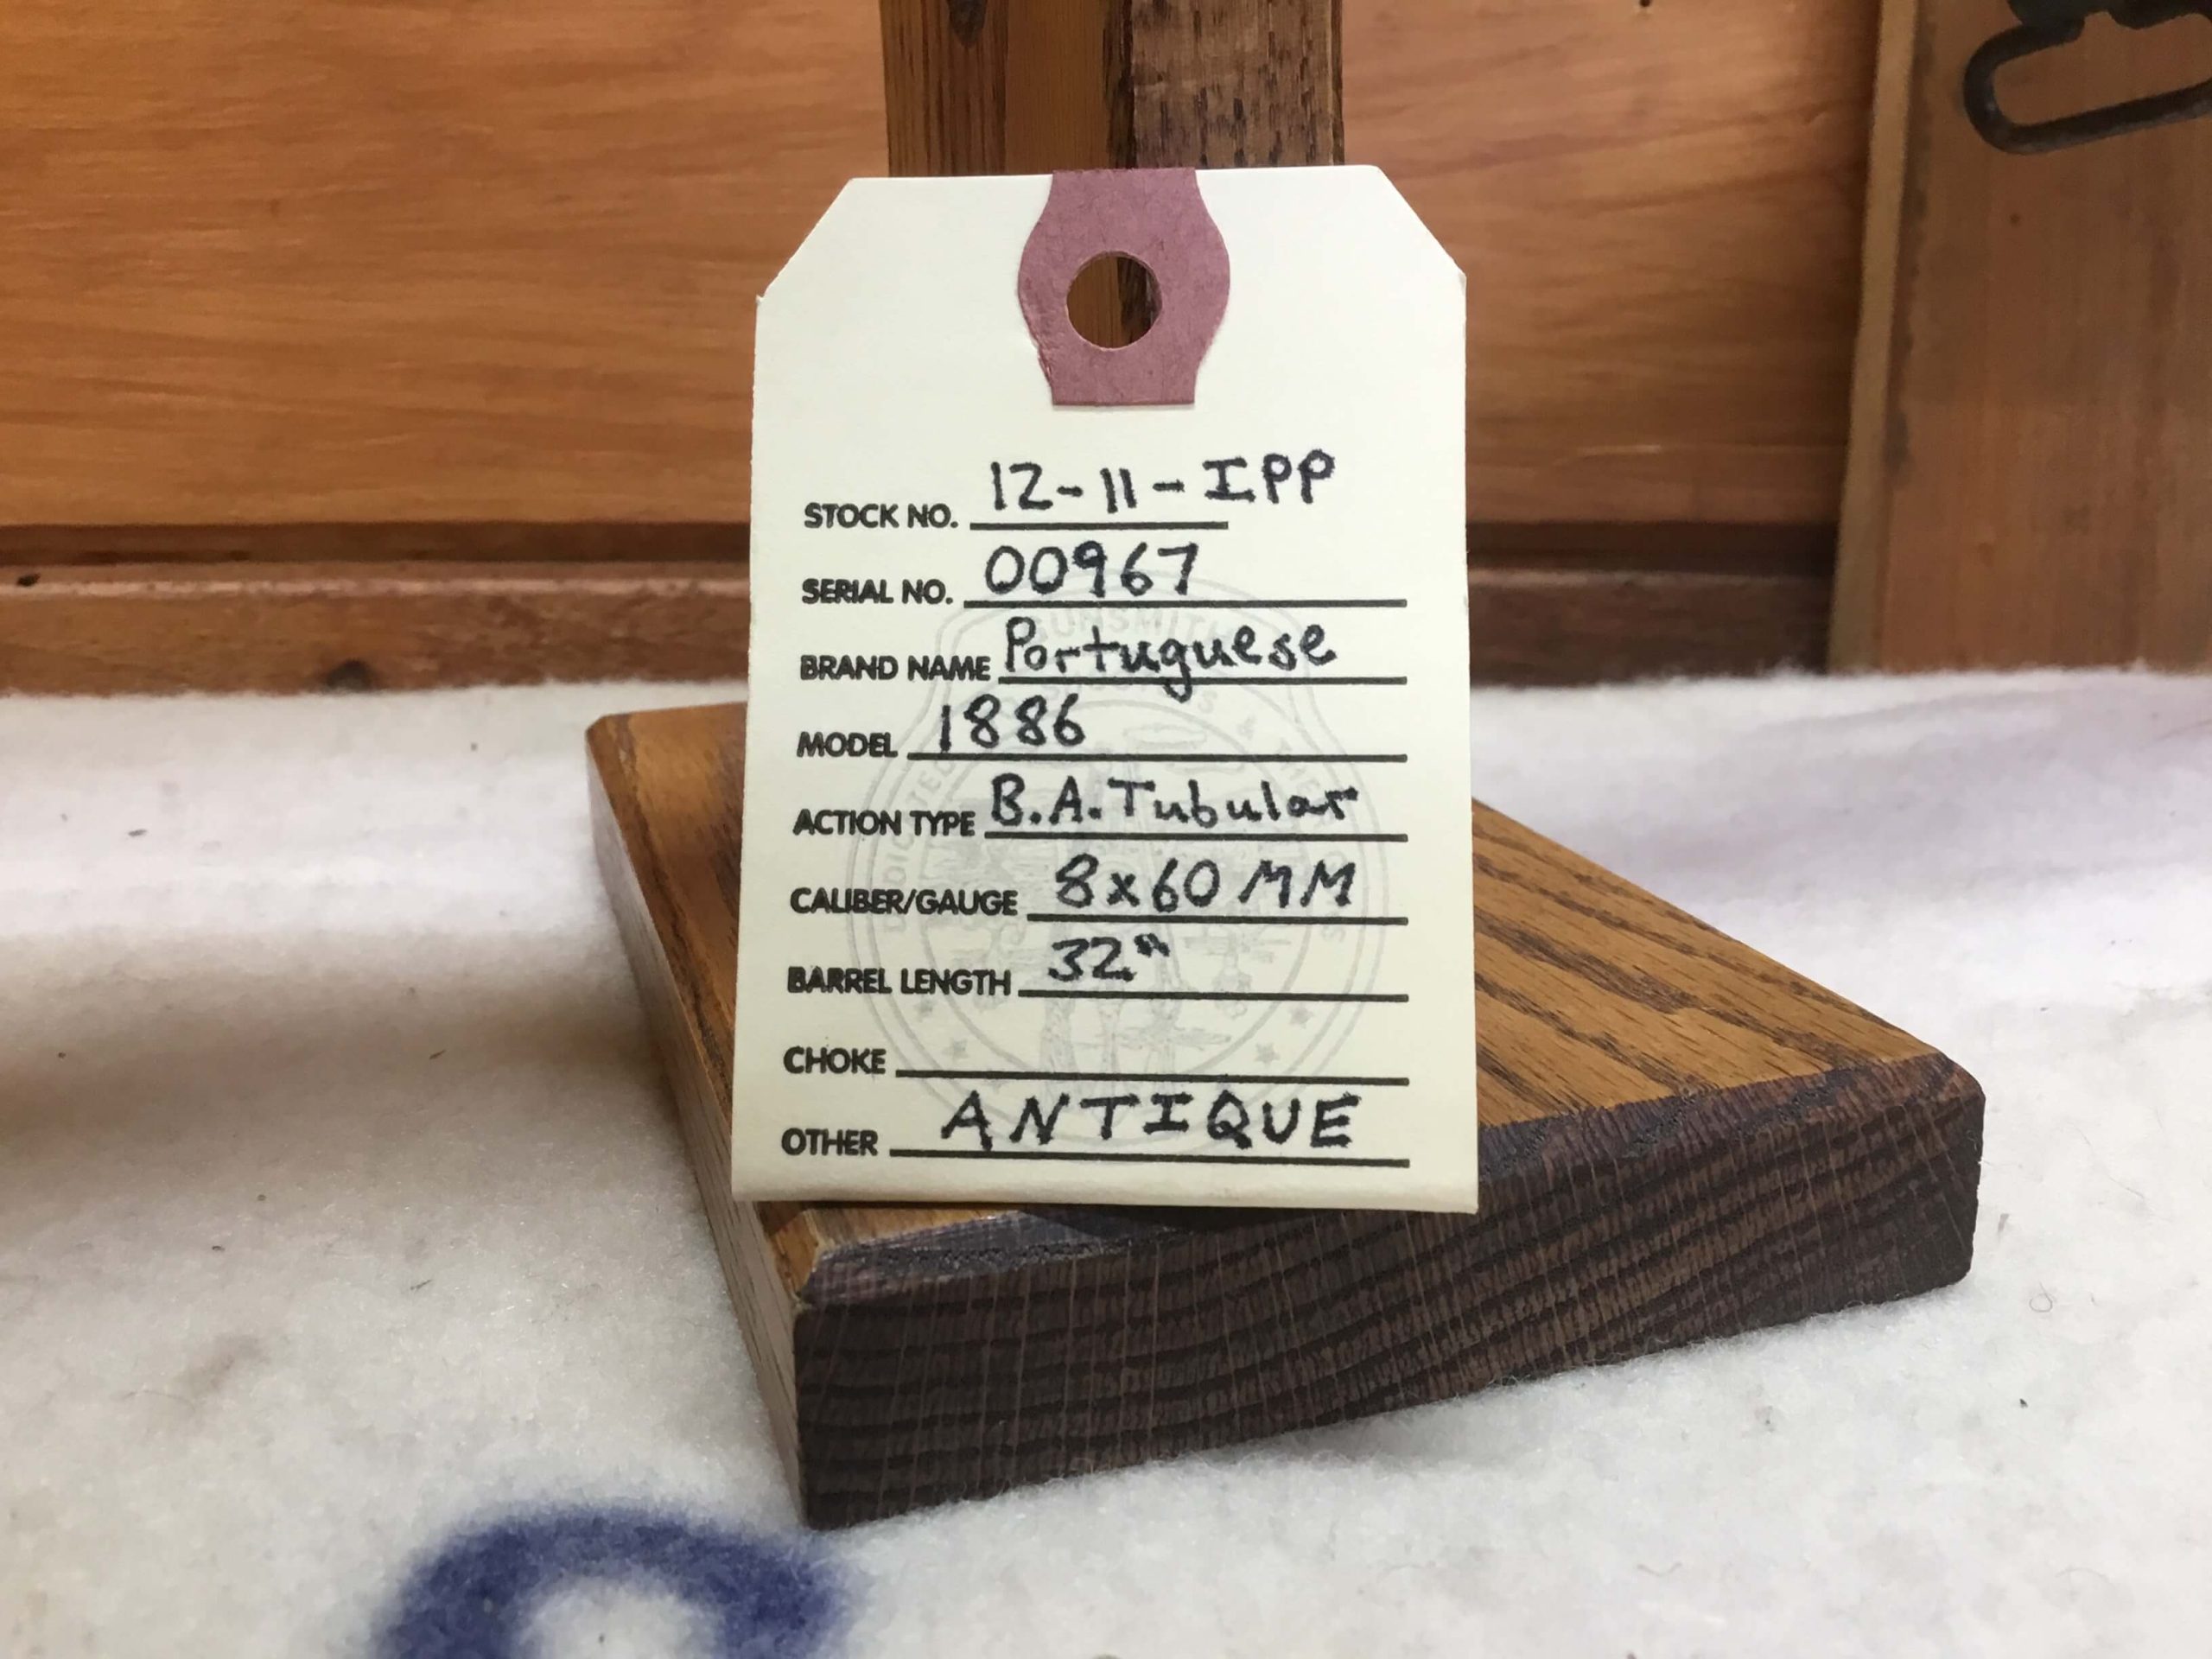 STOCK NO. 12-11-IPP
SERIAL NO. 00967
BRAND NAME Portuguese
MODEL 1886
ACTION TYPE B.A. Tubular
CALIBER/GAUGE 8x60 MM
BARREL LENGTH 32"
CHOKE
OTHER ANTIQUE